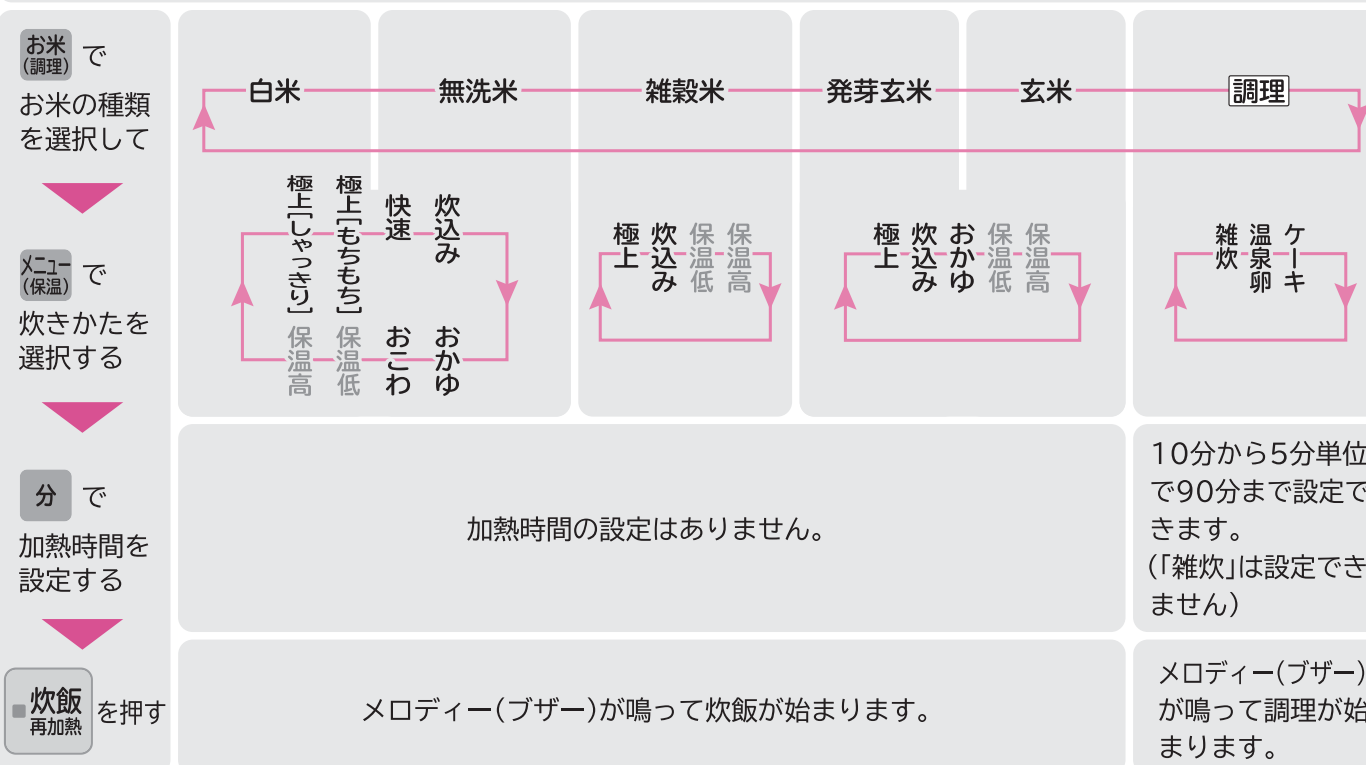 お米
(調理)
で
お米の種類
を選択して
白米
無洗米
雑穀米
発芽玄米
玄米
調理
メニュー
(保温)
で
炊きかたを
選択する
極上[しゃっきり]
極上[もちもち]
快速
炊込み
保温高
保温低
おこわ
おかゆ
極上
炊込み
保温低
保温高
極上
炊込み
おかゆ
保温低
保温高
雑炊
温泉卵
ケーキ
分
で
加熱時間を
設定する
加熱時間の設定はありません。
10分から5分単位
で90分まで設定で
きます。
(「雑炊」は設定でき
ません)
炊飯
再加熱
を押す
メロディー(ブザー)が鳴って炊飯が始まります。
メロディー(ブザー)
が鳴って調理が始
まります。